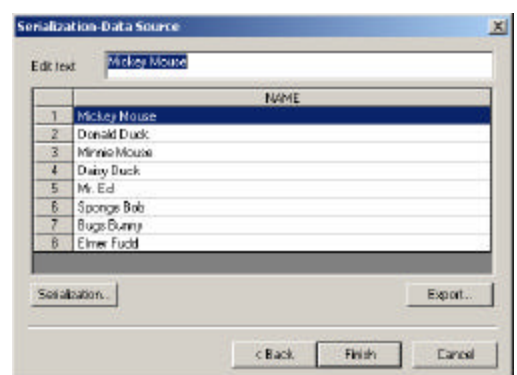 Serialization-Data Source
Edit text Mickey Mouse
NAME
1 Mickey Mouse
2 Donald Duck
3 Minnie Mouse
4 Daisy Duck
5 Mr. Ed
6 Sponge Bob
7 Bugs Bunny
8 Elmer Fudd
Serialization... Export...
< Back Finish Cancel